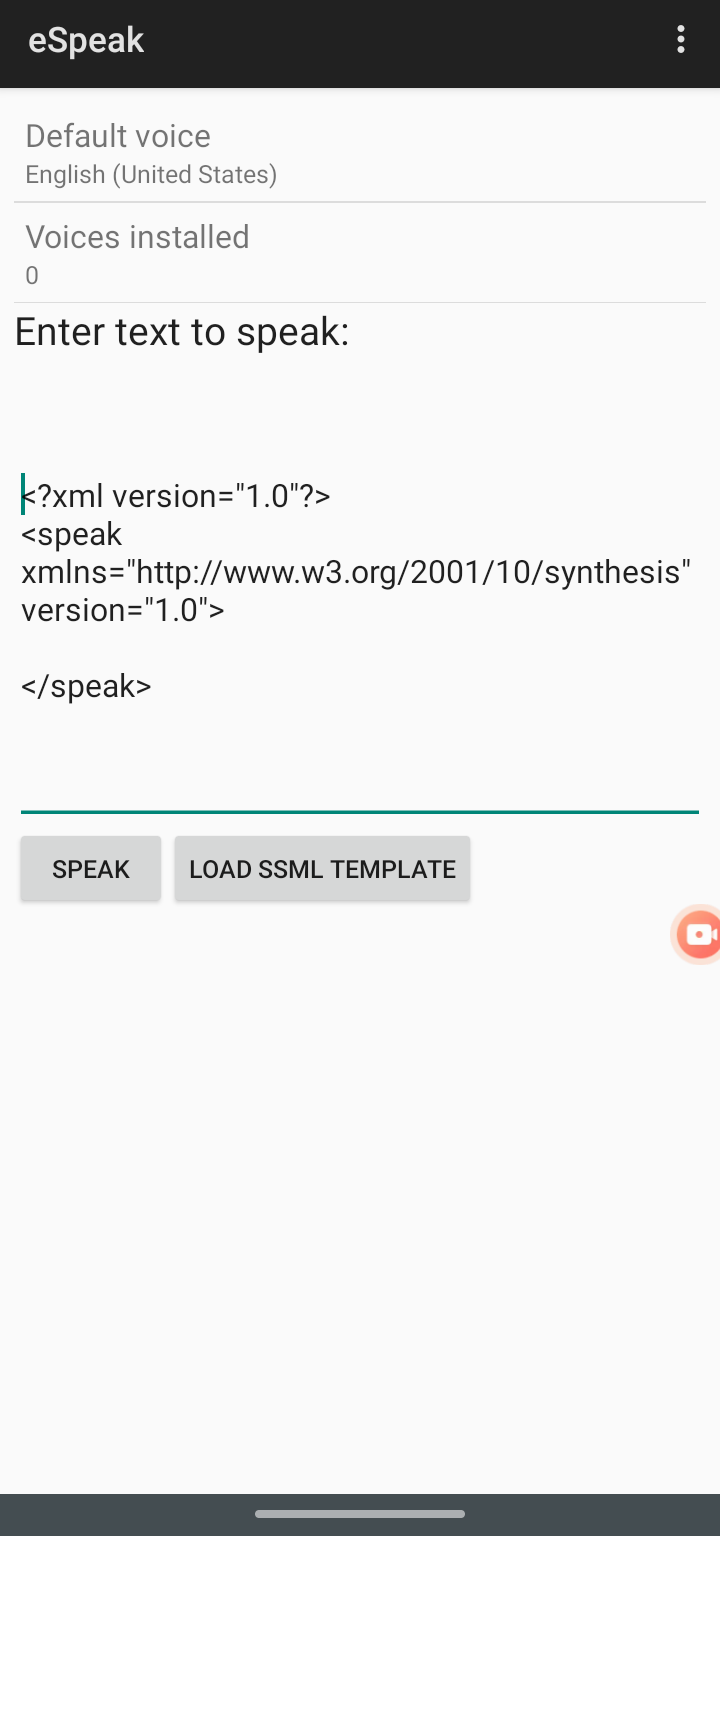 eSpeak
Default voice
English (United States)
Voices installed
0
Enter text to speak:
<?xml version="1.0"?>
<speak
xmlns="http://www.w3.org/2001/10/synthesis"
version="1.0">
</speak>
SPEAK LOAD SSML TEMPLATE